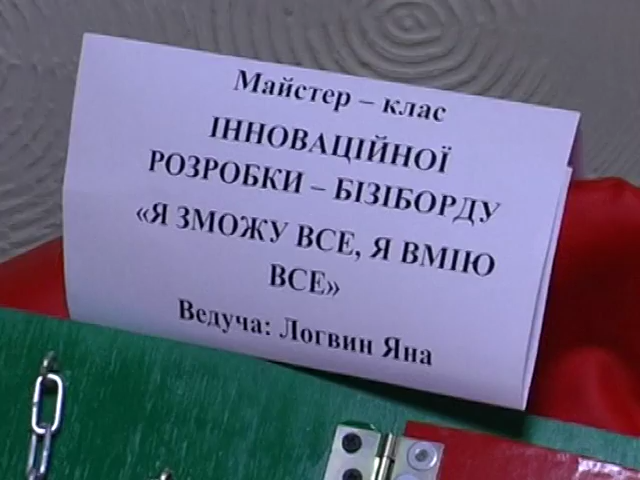 Майстер – клас
ІННОВАЦІЙНОЇ
РОЗРОБКИ – БІЗІБОРДУ
«Я ЗМОЖУ ВСЕ, Я ВМІЮ
ВСЕ»
Ведуча: Логвин Яна